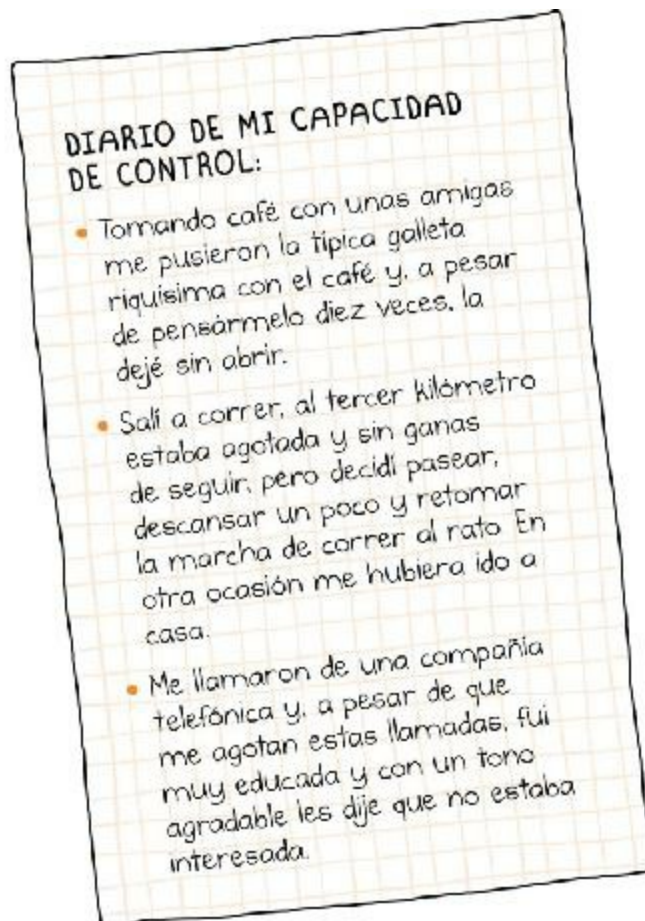 DIARIO DE MI CAPACIDAD
DE CONTROL:
• Tomando café con unas amigas
me pusieron la típica galleta
riquísima con el café y, a pesar
de pensármelo diez veces, la
dejé sin abrir.
• Salí a correr, al tercer kilómetro
estaba agotada y sin ganas
de seguir, pero decidí pasear,
descansar un poco y retomar
la marcha de correr al rato. En
otra ocasión me hubiera ido a
casa.
• Me llamaron de una compañía
telefónica y, a pesar de que
me agotan estas llamadas, fui
muy educada y con un tono
agradable les dije que no estaba
interesada.